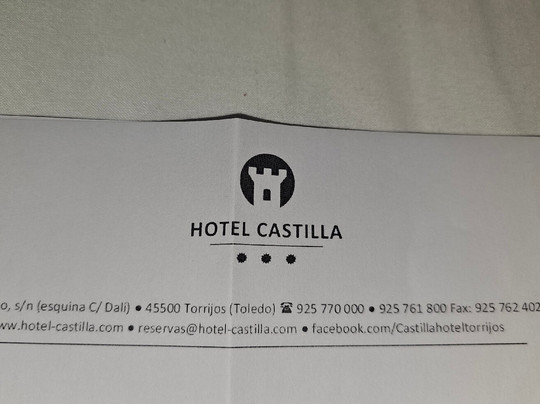 HOTEL CASTILLA
o, s/n (esquina C/ Dalí) ● 45500 Torrijos (Toledo) ☎ 925 770 000 ● 925 761 800 Fax: 925 762 402
ww.hotel-castilla.com ● reservas@hotel-castilla.com ● facebook.com/Castillahoteltorrijos